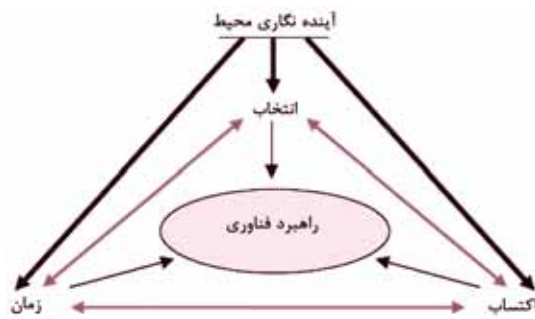 آینده نگاری محیط
انتخاب
راهبرد فناوری
اکتساب
زمان